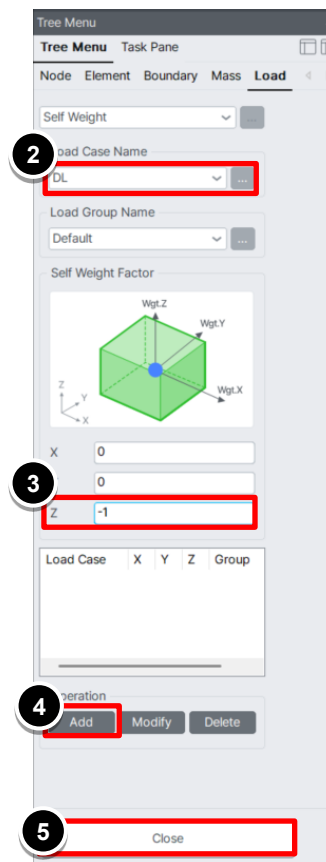 Tree Menu
Tree Menu Task Pane
Node Element Boundary Mass Load
Self Weight ...
2
oad Case Name
DL ...
Load Group Name
Default ...
Self Weight Factor
Wgt.Z
Wgt.Y
Wgt.X
Z
Y
X
X 0
3
0
Z -1
Load Case X Y Z Group
4
peration
Add Modify Delete
5
Close